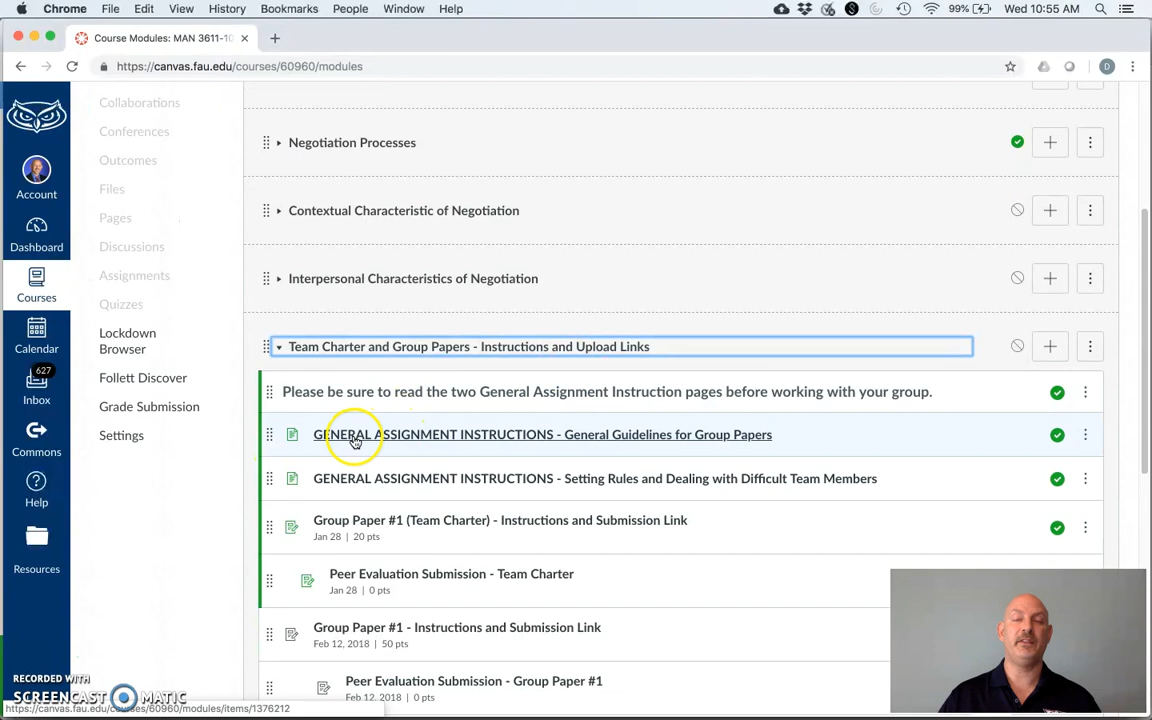 Chrome File Edit View History Bookmarks People Window Help 99% Wed 10:55 AM
Course Modules: MAN 3611-10
https://canvas.fau.edu/courses/60960/modules
D
Collaborations
Conferences
Outcomes
Files
Pages
Discussions
Assignments
Quizzes
Lockdown
Browser
Follett Discover
Grade Submission
Settings
Account
Dashboard
Courses
Calendar
627
Inbox
Commons
Help
Resources
Negotiation Processes
Contextual Characteristic of Negotiation
Interpersonal Characteristics of Negotiation
Team Charter and Group Papers - Instructions and Upload Links
Please be sure to read the two General Assignment Instruction pages before working with your group.
GENERAL ASSIGNMENT INSTRUCTIONS - General Guidelines for Group Papers
GENERAL ASSIGNMENT INSTRUCTIONS - Setting Rules and Dealing with Difficult Team Members
Group Paper #1 (Team Charter) - Instructions and Submission Link
Jan 28 | 20 pts
Peer Evaluation Submission - Team Charter
Jan 28 | 0 pts
Group Paper #1 - Instructions and Submission Link
Feb 12, 2018 | 50 pts
Peer Evaluation Submission - Group Paper #1
Feb 12, 2018 | 0 pts
RECORDED WITH
SCREENCAST MATIC
https://canvas.fau.edu/courses/60960/modules/items/1376212